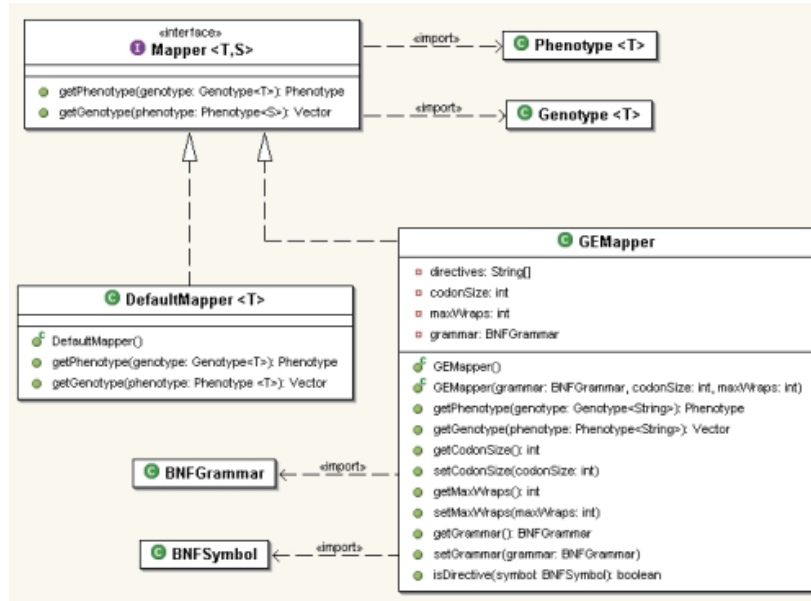 «interface»
Mapper <T,S>
getPhenotype(genotype: Genotype<T>): Phenotype
getGenotype(phenotype: Phenotype<S>): Vector
«import»
Phenotype <T>
«import»
Genotype <T>
DefaultMapper <T>
DefaultMapper()
getPhenotype(genotype: Genotype<T>): Phenotype
getGenotype(phenotype: Phenotype <T>): Vector
GEMapper
directives: String[]
codonSize: int
maxWraps: int
grammar: BNFGrammar
GEMapper()
GEMapper(grammar: BNFGrammar, codonSize: int, maxWraps: int)
getPhenotype(genotype: Genotype<String>): Phenotype
getGenotype(phenotype: Phenotype<String>): Vector
getCodonSize(): int
setCodonSize(codonSize: int)
getMaxWraps(): int
setMaxWraps(maxWraps: int)
getGrammar(): BNFGrammar
setGrammar(grammar: BNFGrammar)
isDirective(symbol: BNFSymbol): boolean
BNFGrammar
«import»
BNFSymbol
«import»